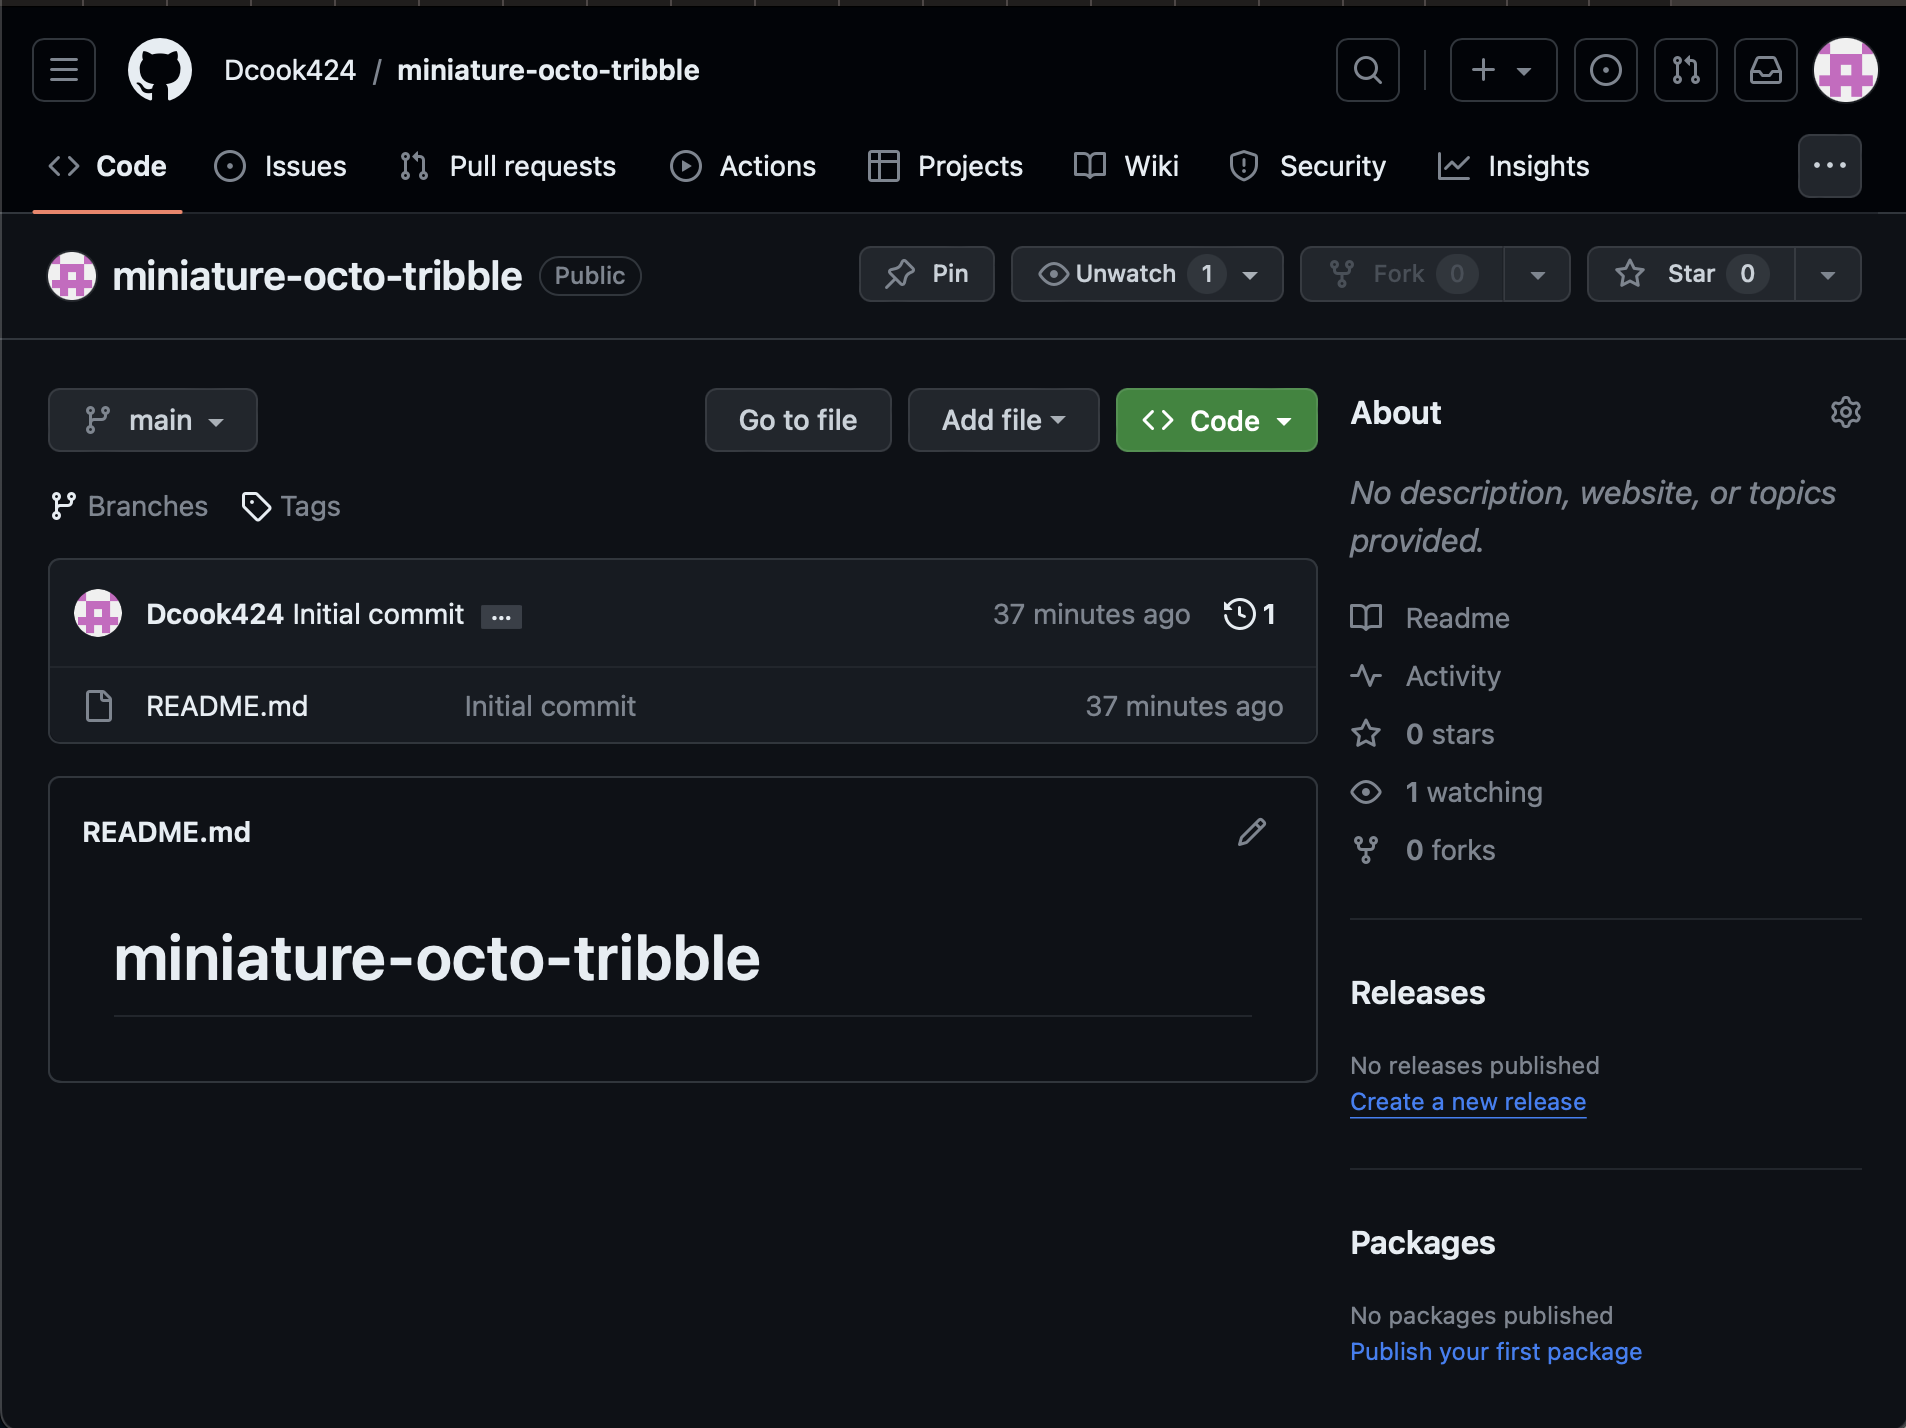 Dcook424 / miniature-octo-tribble
Code Issues Pull requests Actions Projects Wiki Security Insights
miniature-octo-tribble Public Pin Unwatch 1 Fork 0 Star 0
main Go to file Add file Code
Branches Tags
Dcook424 Initial commit ... 37 minutes ago 1
README.md Initial commit 37 minutes ago
README.md
miniature-octo-tribble
About
No description, website, or topics
provided.
Readme
Activity
0 stars
1 watching
0 forks
Releases
No releases published
Create a new release
Packages
No packages published
Publish your first package